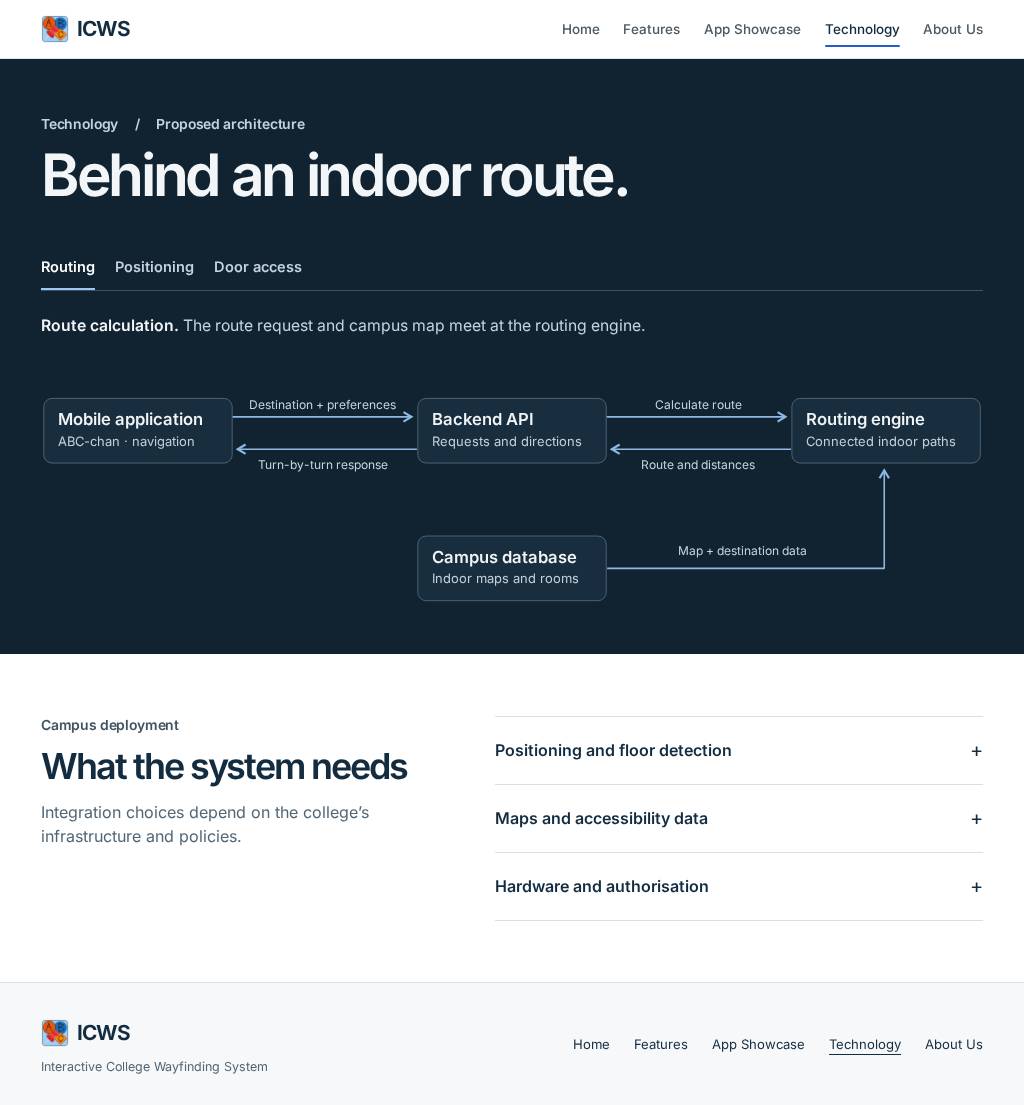 ICWS
Home Features App Showcase Technology About Us
Technology / Proposed architecture
Behind an indoor route.
Routing Positioning Door access
Route calculation. The route request and campus map meet at the routing engine.
Mobile application
ABC-chan · navigation
Destination + preferences
Turn-by-turn response
Backend API
Requests and directions
Calculate route
Route and distances
Routing engine
Connected indoor paths
Campus database
Indoor maps and rooms
Map + destination data
Campus deployment
What the system needs
Integration choices depend on the college’s
infrastructure and policies.
Positioning and floor detection +
Maps and accessibility data +
Hardware and authorisation +
ICWS
Interactive College Wayfinding System
Home Features App Showcase Technology About Us